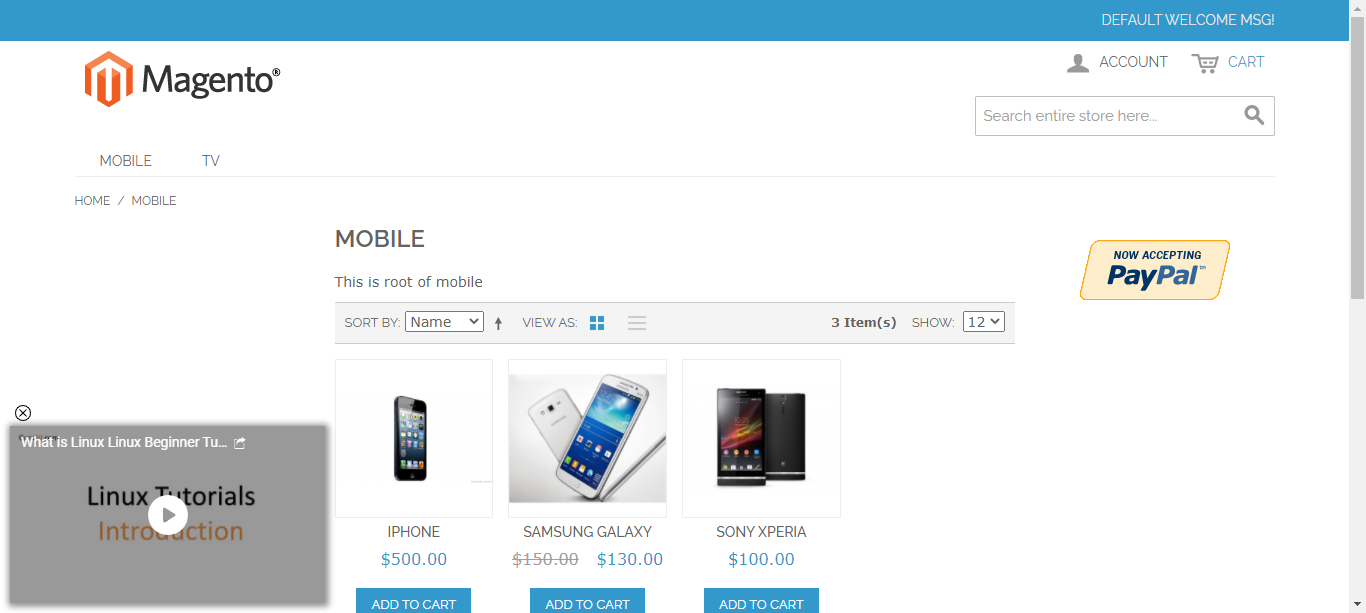 DEFAULT WELCOME MSG!
Magento®
ACCOUNT CART
Search entire store here...
MOBILE TV
HOME / MOBILE
MOBILE
NOW ACCEPTING
PayPal™
This is root of mobile
SORT BY: Name VIEW AS: 3 Item(s) SHOW: 12
What is Linux Linux Beginner Tu...
Linux Tutorials
Introduction
IPHONE SAMSUNG GALAXY SONY XPERIA
$500.00 $150.00 $130.00 $100.00
ADD TO CART ADD TO CART ADD TO CART